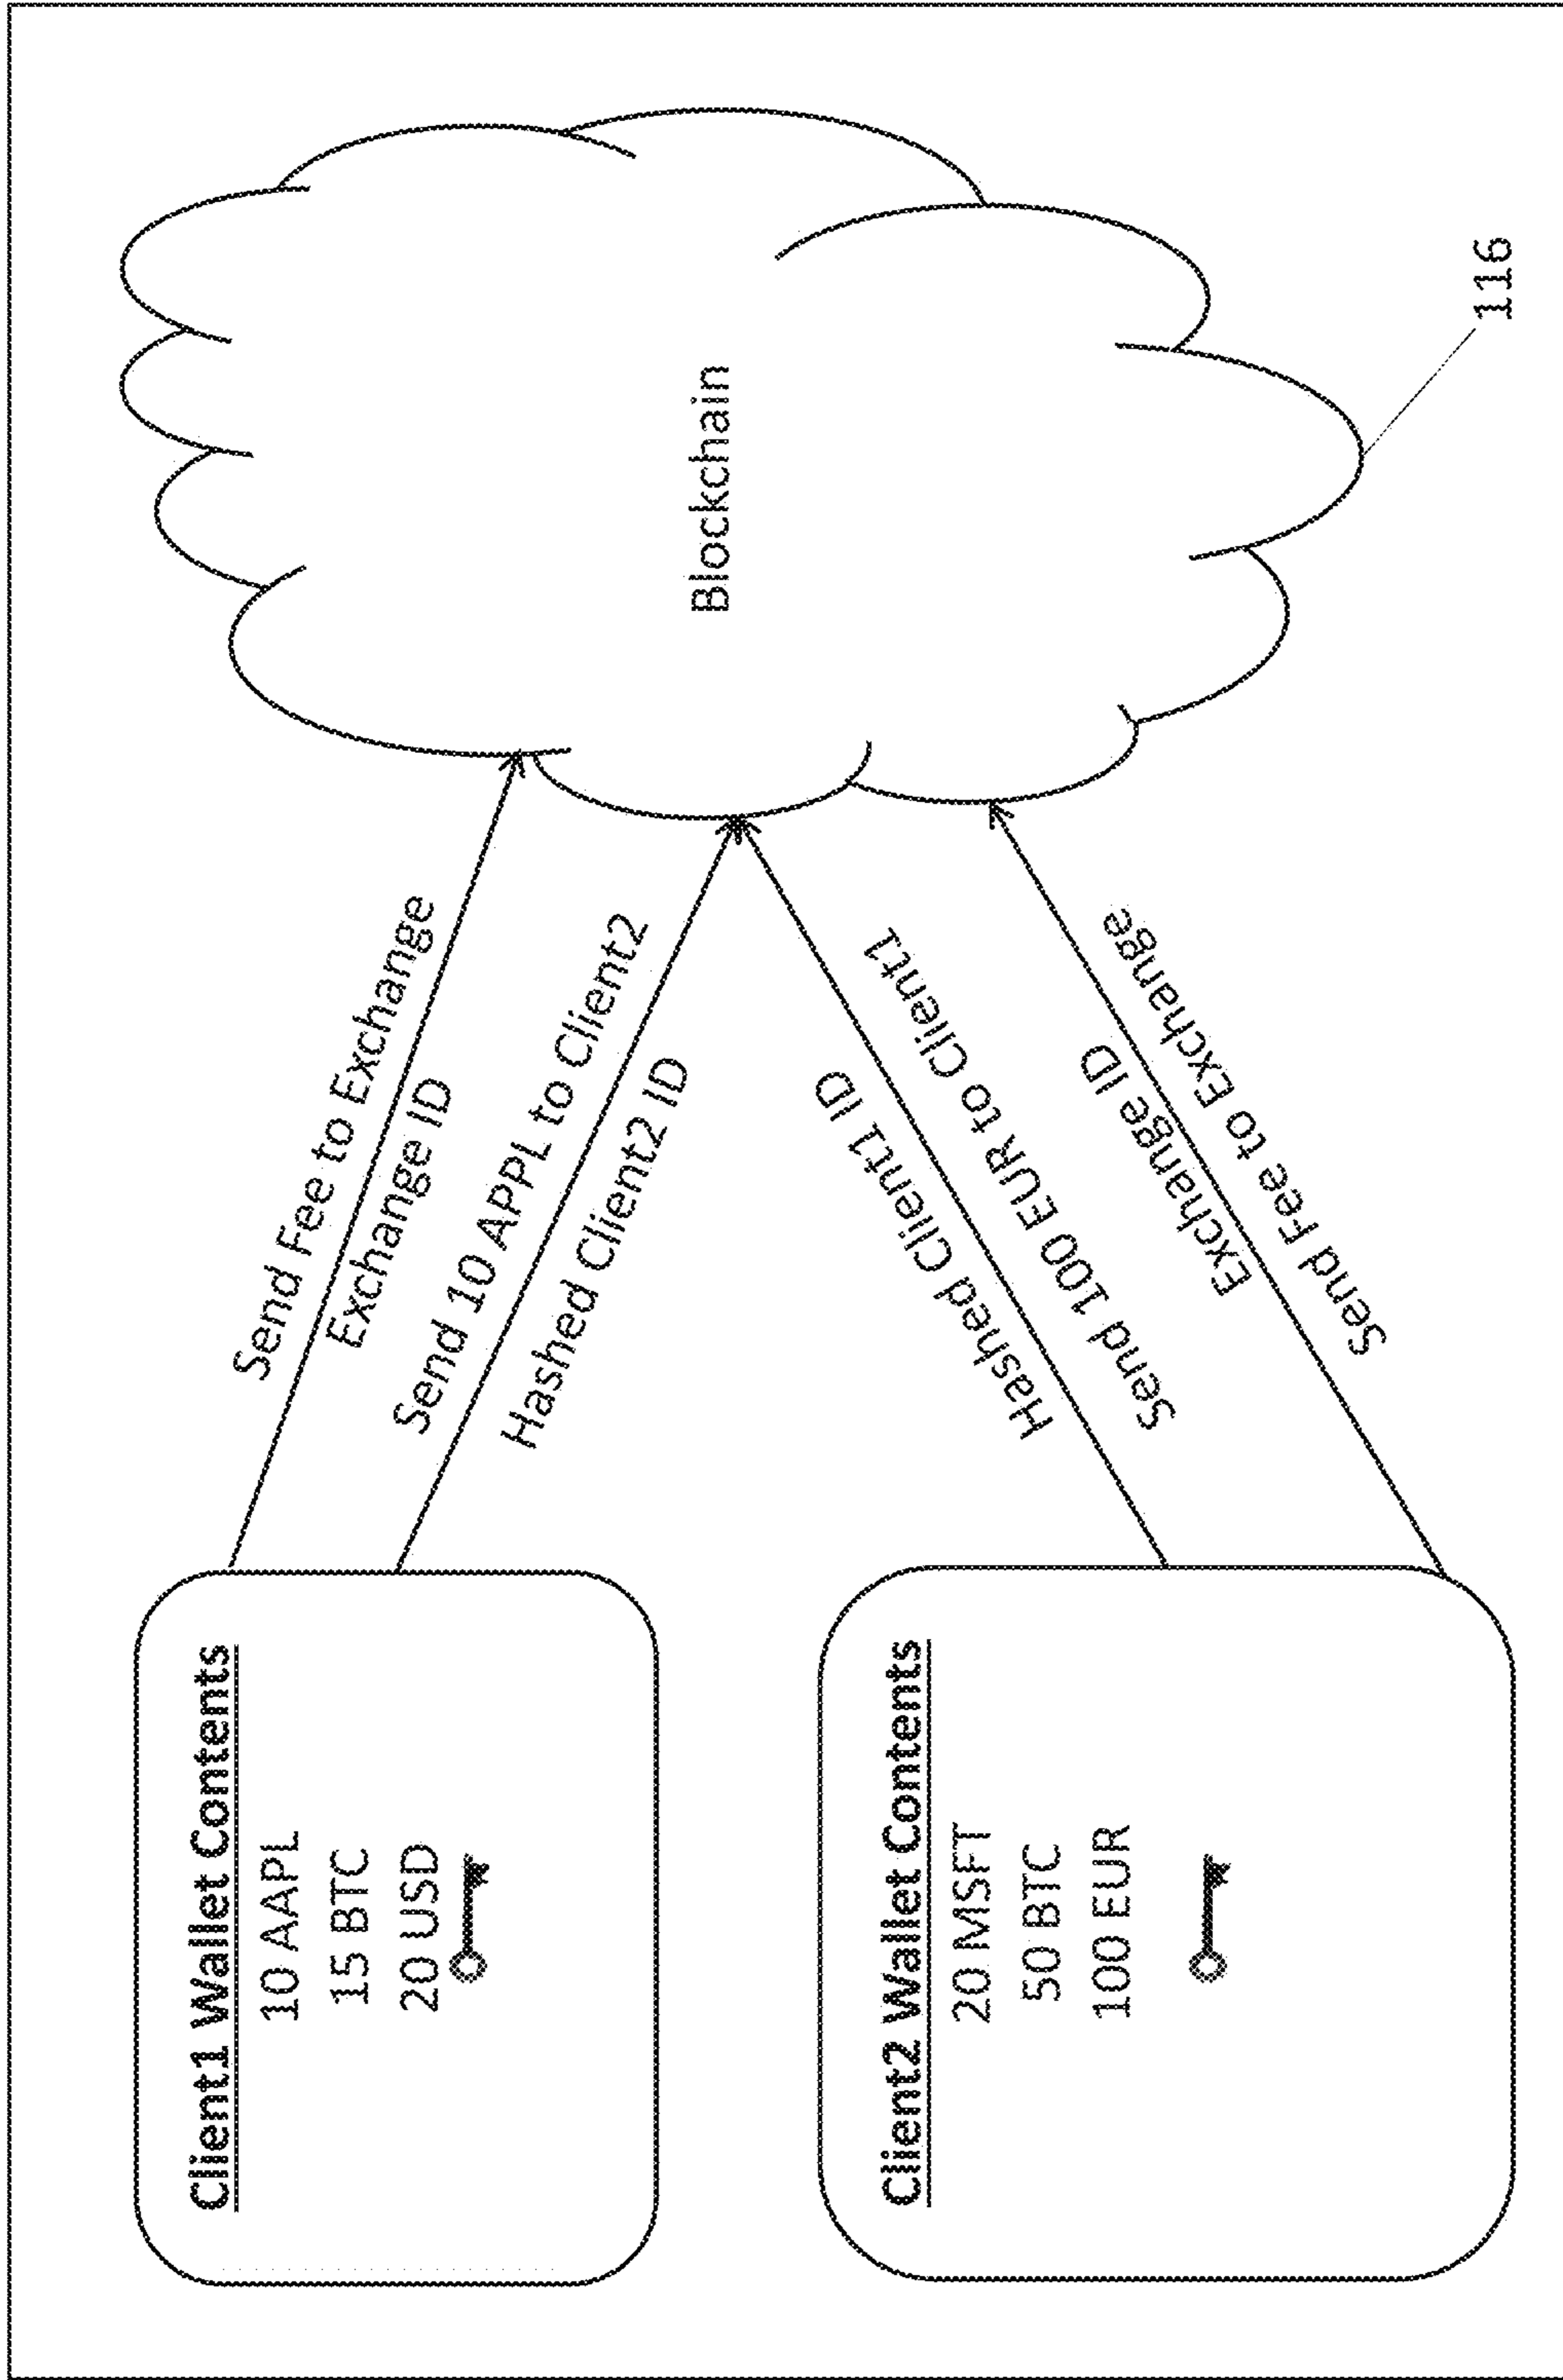 Client1 Wallet Contents
10 AAPL
15 BTC
20 USD
Client2 Wallet Contents
20 MSFT
50 BTC
100 EUR
Send Fee to Exchange
Exchange ID
Send 10 APPL to Client2
Hashed Client2 ID
Hashed Client1 ID
Send 100 EUR to Client1
Exchange ID
Send Fee to Exchange
Blockchain
116